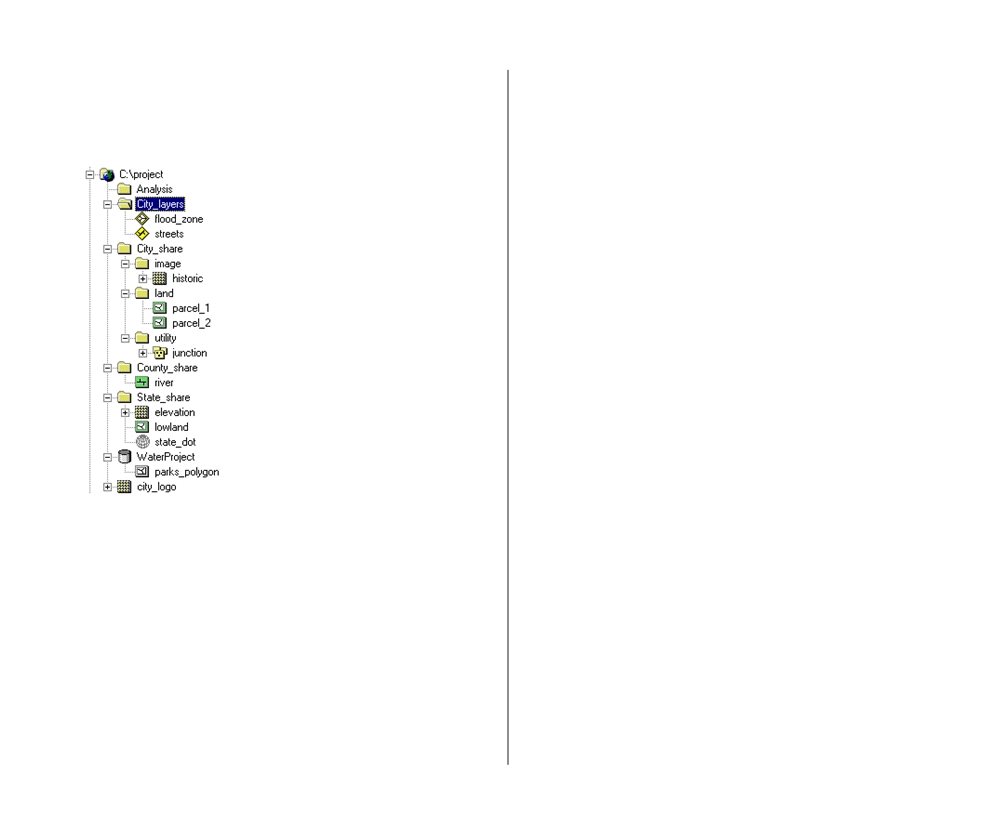 C:\project
Analysis
City_layers
flood_zone
streets
City_share
image
historic
land
parcel_1
parcel_2
utility
junction
County_share
river
State_share
elevation
lowland
state_dot
WaterProject
parks_polygon
city_logo